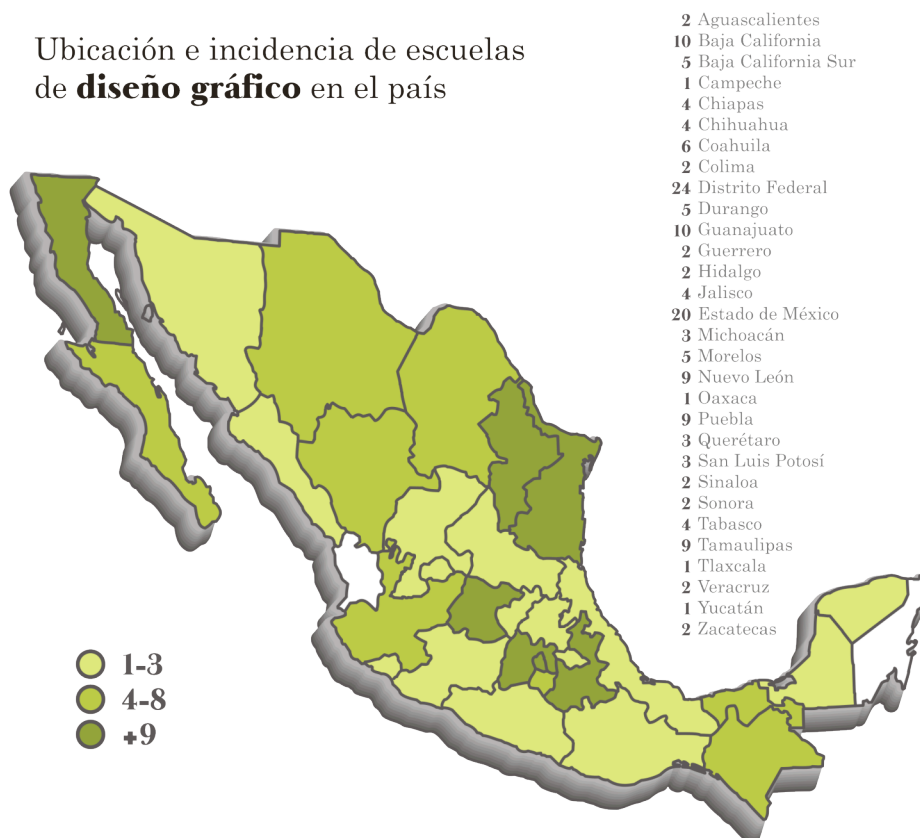 Ubicación e incidencia de escuelas
de diseño gráfico en el país
2 Aguascalientes
10 Baja California
5 Baja California Sur
1 Campeche
4 Chiapas
4 Chihuahua
6 Coahuila
2 Colima
24 Distrito Federal
5 Durango
10 Guanajuato
2 Guerrero
2 Hidalgo
4 Jalisco
20 Estado de México
3 Michoacán
5 Morelos
9 Nuevo León
1 Oaxaca
9 Puebla
3 Querétaro
3 San Luis Potosí
2 Sinaloa
2 Sonora
4 Tabasco
9 Tamaulipas
1 Tlaxcala
2 Veracruz
1 Yucatán
2 Zacatecas
1-3
4-8
+9